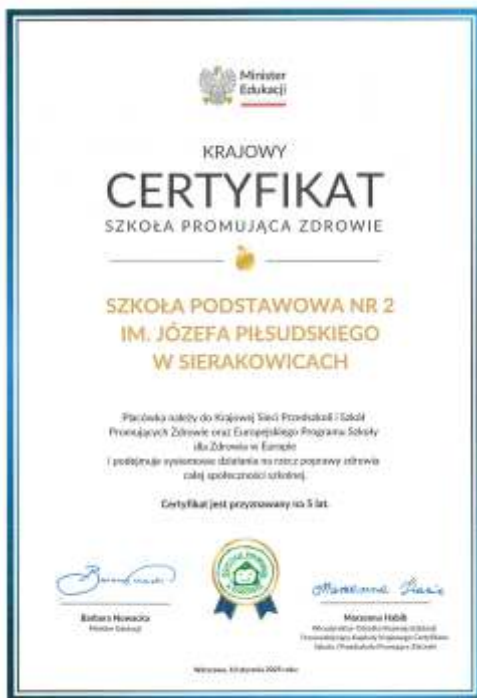 Minister
Edukacji
KRAJOWY
CERTYFIKAT
SZKOŁA PROMUJĄCA ZDROWIE
SZKOŁA PODSTAWOWA NR 2
IM. JÓZEFA PIŁSUDSKIEGO
W SIERAKOWICACH
Placówka należy do Krajowej Sieci Przedszkoli i Szkół
Promujących Zdrowie oraz Europejskiego Programu Szkoły
dla Zdrowia w Europie
i podejmuje systemowe działania na rzecz poprawy zdrowia
całej społeczności szkolnej.
Certyfikat jest przyznawany na 5 lat.
Barbara Nowacka
Minister Edukacji
Marzanna Habib